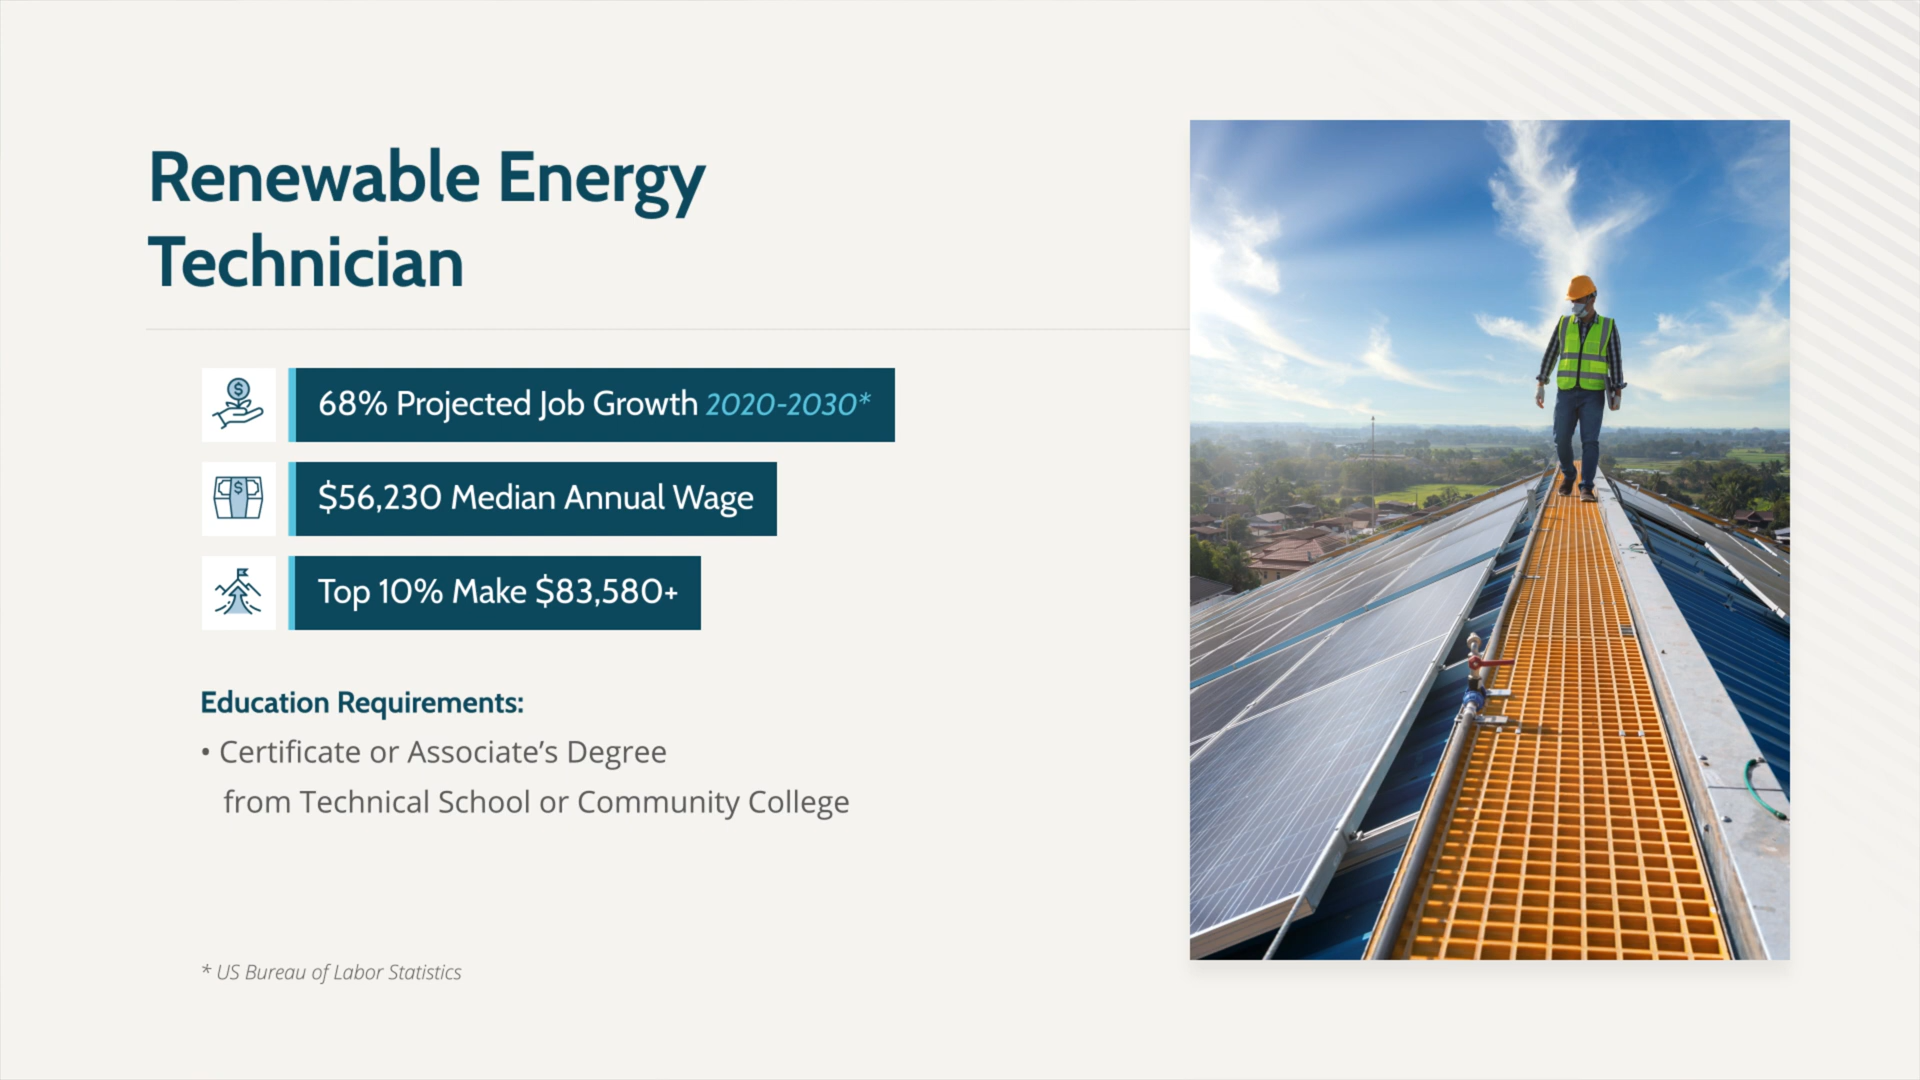 Renewable Energy
Technician
68% Projected Job Growth 2020-2030*
$56,230 Median Annual Wage
Top 10% Make $83,580+
Education Requirements:
• Certificate or Associate’s Degree
from Technical School or Community College
* US Bureau of Labor Statistics